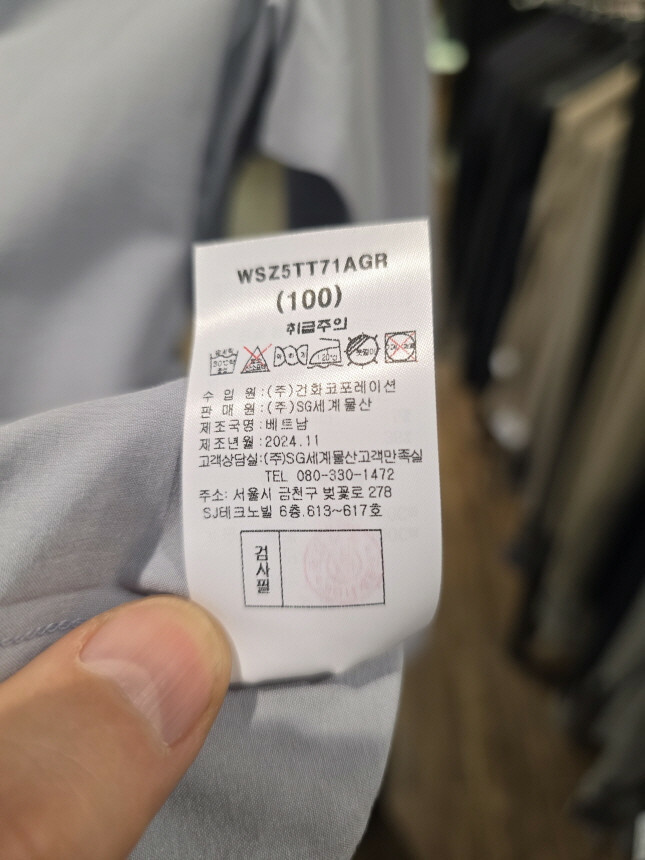 WSZ5TT71AGR
(100)
취급주의
수 입 원:(주)건화코포레이션
판 매 원:(주)SG세계물산
제조국명:베트남
제조년월:2024.11
고객상담실:(주)SG세계물산고객만족실
TEL 080-330-1472
주소: 서울시 금천구 벚꽃로 278
SJ테크노빌 6층.613~617호
검사필